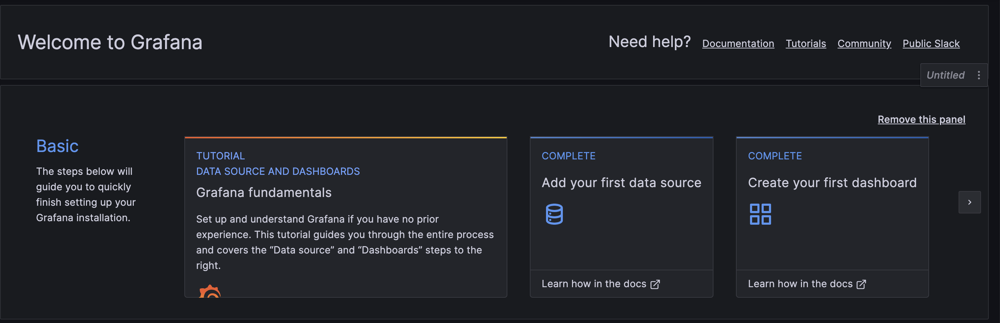 Welcome to Grafana
Need help? Documentation Tutorials Community Public Slack
Untitled
Remove this panel
Basic
The steps below will
guide you to quickly
finish setting up your
Grafana installation.
TUTORIAL
DATA SOURCE AND DASHBOARDS
Grafana fundamentals
Set up and understand Grafana if you have no prior
experience. This tutorial guides you through the entire process
and covers the “Data source” and “Dashboards” steps to the
right.
COMPLETE
Add your first data source
Learn how in the docs
COMPLETE
Create your first dashboard
Learn how in the docs